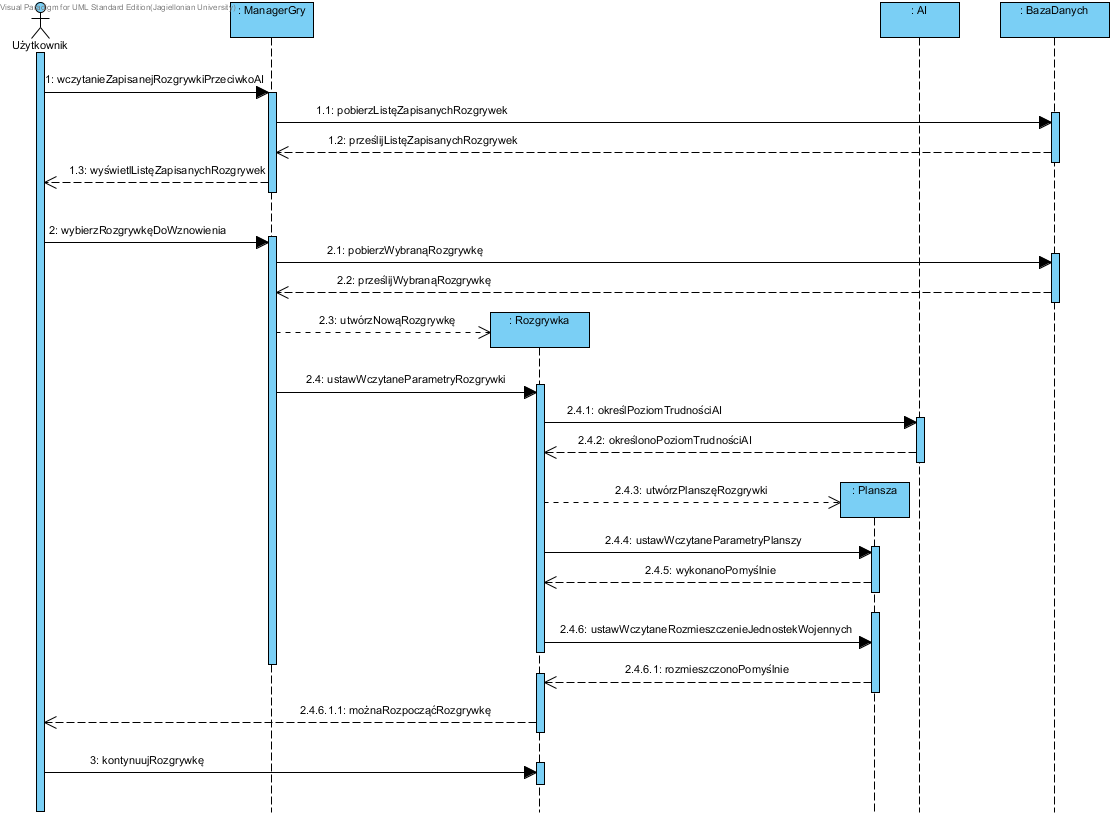 Visual Paradigm for UML Standard Edition(Jagiellonian University)
: ManagerGry
: AI
: BazaDanych
Użytkownik
1: wczytanieZapisanejRozgrywkiPrzeciwkoAI
1.1: pobierzListęZapisanychRozgrywek
1.2: prześlijListęZapisanychRozgrywek
1.3: wyświetlListęZapisanychRozgrywek
2: wybierzRozgrywkęDoWznowienia
2.1: pobierzWybranąRozgrywkę
2.2: prześlijWybranąRozgrywkę
2.3: utwórzNowąRozgrywkę
: Rozgrywka
2.4: ustawWczytaneParametryRozgrywki
2.4.1: określPoziomTrudnościAI
2.4.2: określonoPoziomTrudnościAI
2.4.3: utwórzPlanszęRozgrywki
: Plansza
2.4.4: ustawWczytaneParametryPlanszy
2.4.5: wykonanoPomyślnie
2.4.6: ustawWczytaneRozmieszczenieJednostekWojennych
2.4.6.1: rozmieszczonoPomyślnie
2.4.6.1.1: możnaRozpocząćRozgrywkę
3: kontynuujRozgrywkę